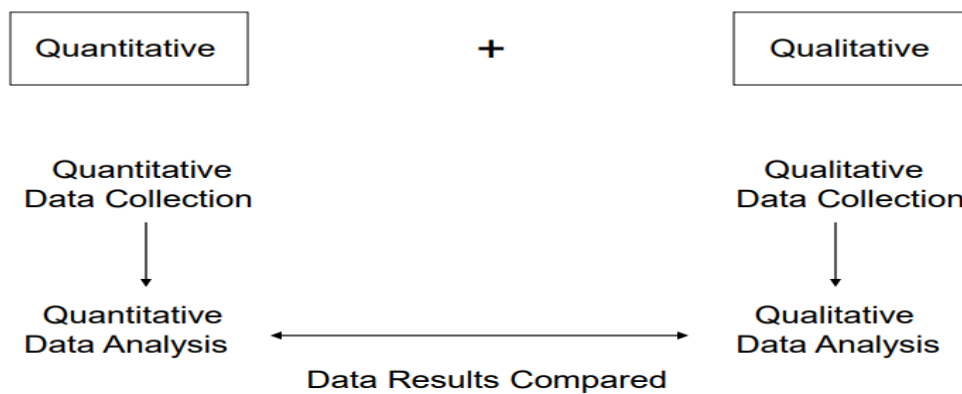 Quantitative
+
Qualitative
Quantitative
Data Collection
Qualitative
Data Collection
Quantitative
Data Analysis
Qualitative
Data Analysis
Data Results Compared